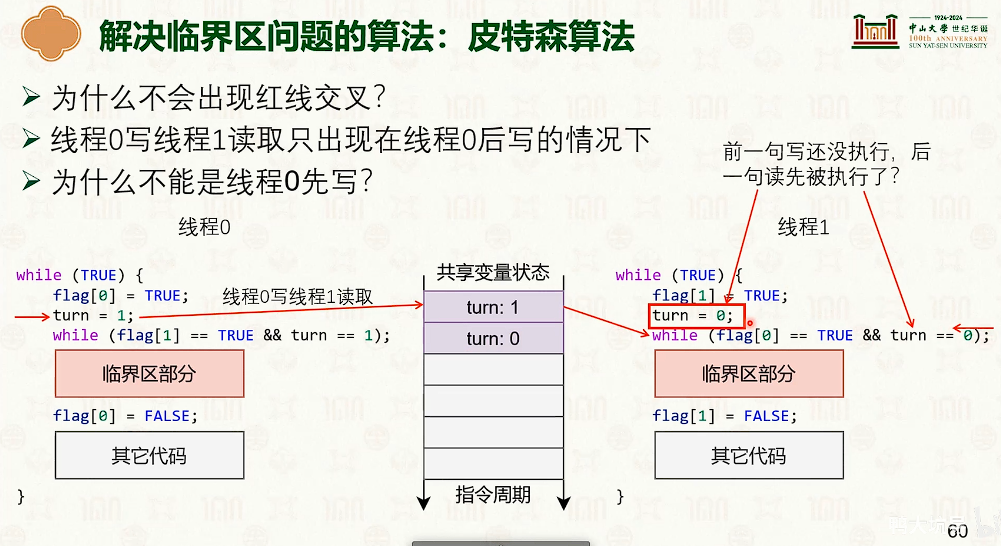 解决临界区问题的算法：皮特森算法
1924-2024
中山大学 世纪华诞
100th ANNIVERSARY
SUN YAT-SEN UNIVERSITY
为什么不会出现红线交叉？
线程0写线程1读取只出现在线程0后写的情况下
为什么不能是线程0先写？
前一句写还没执行，后
一句读先被执行了？
线程0
while (TRUE) {
flag[0] = TRUE;
turn = 1;
while (flag[1] == TRUE && turn == 1);
临界区部分
flag[0] = FALSE;
其它代码
}
线程0写线程1读取
共享变量状态
turn: 1
turn: 0
指令周期
线程1
while (TRUE) {
flag[1] = TRUE;
turn = 0;
while (flag[0] == TRUE && turn == 0);
临界区部分
flag[1] = FALSE;
其它代码
}
60